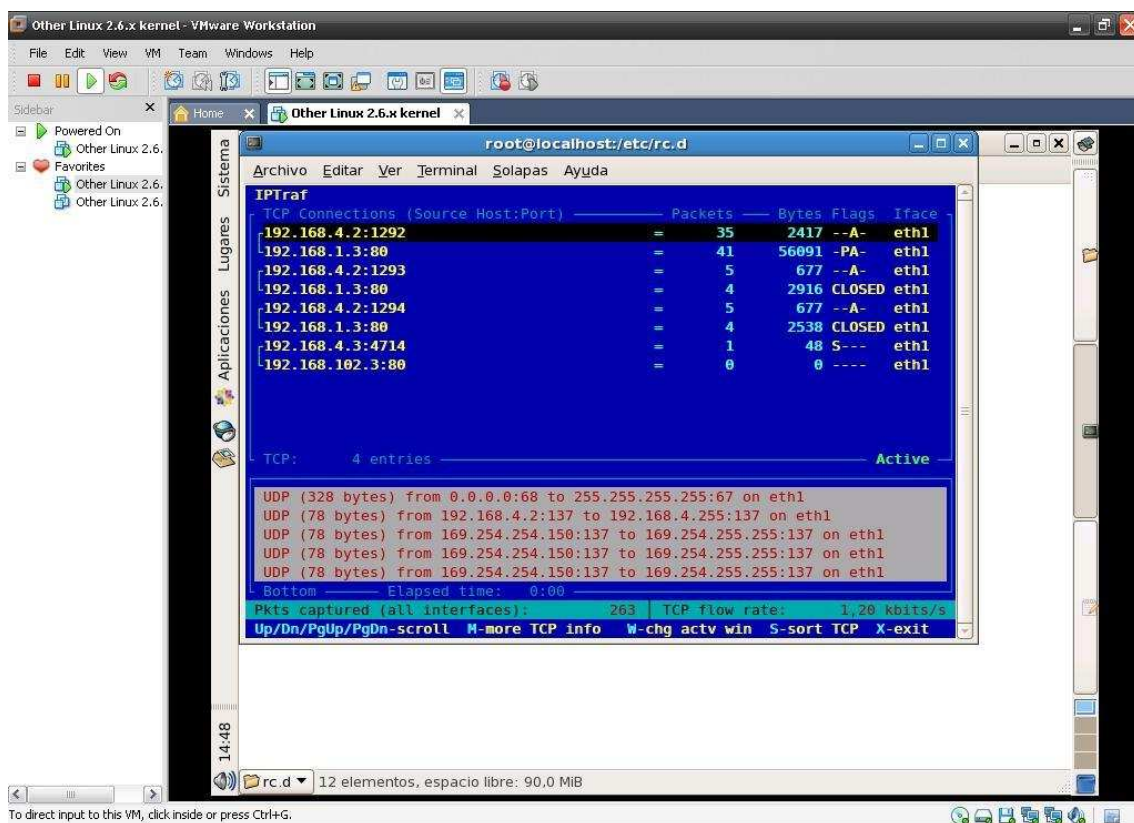 Other Linux 2.6.x kernel - VMware Workstation
File Edit View VM Team Windows Help
Sidebar
Powered On
Other Linux 2.6.
Favorites
Other Linux 2.6.
Other Linux 2.6.
Home
Other Linux 2.6.x kernel
Aplicaciones Lugares Sistema
14:48
root@localhost:/etc/rc.d
Archivo Editar Ver Terminal Solapas Ayuda
IPTraf
TCP Connections (Source Host:Port) Packets Bytes Flags Iface
192.168.4.2:1292 = 35 2417 --A- eth1
192.168.1.3:80 = 41 56091 -PA- eth1
192.168.4.2:1293 = 5 677 --A- eth1
192.168.1.3:80 = 4 2916 CLOSED eth1
192.168.4.2:1294 = 5 677 --A- eth1
192.168.1.3:80 = 4 2538 CLOSED eth1
192.168.4.3:4714 = 1 48 S--- eth1
192.168.102.3:80 = 0 0 ---- eth1
TCP: 4 entries Active
UDP (328 bytes) from 0.0.0.0:68 to 255.255.255.255:67 on eth1
UDP (78 bytes) from 192.168.4.2:137 to 192.168.4.255:137 on eth1
UDP (78 bytes) from 169.254.254.150:137 to 169.254.255.255:137 on eth1
UDP (78 bytes) from 169.254.254.150:137 to 169.254.255.255:137 on eth1
UDP (78 bytes) from 169.254.254.150:137 to 169.254.255.255:137 on eth1
Bottom Elapsed time: 0:00
Pkts captured (all interfaces): 263 TCP flow rate: 1,20 kbits/s
Up/Dn/PgUp/PgDn-scroll M-more TCP info W-chg actv win S-sort TCP X-exit
rc.d 12 elementos, espacio libre: 90,0 MiB
To direct input to this VM, click inside or press Ctrl+G.